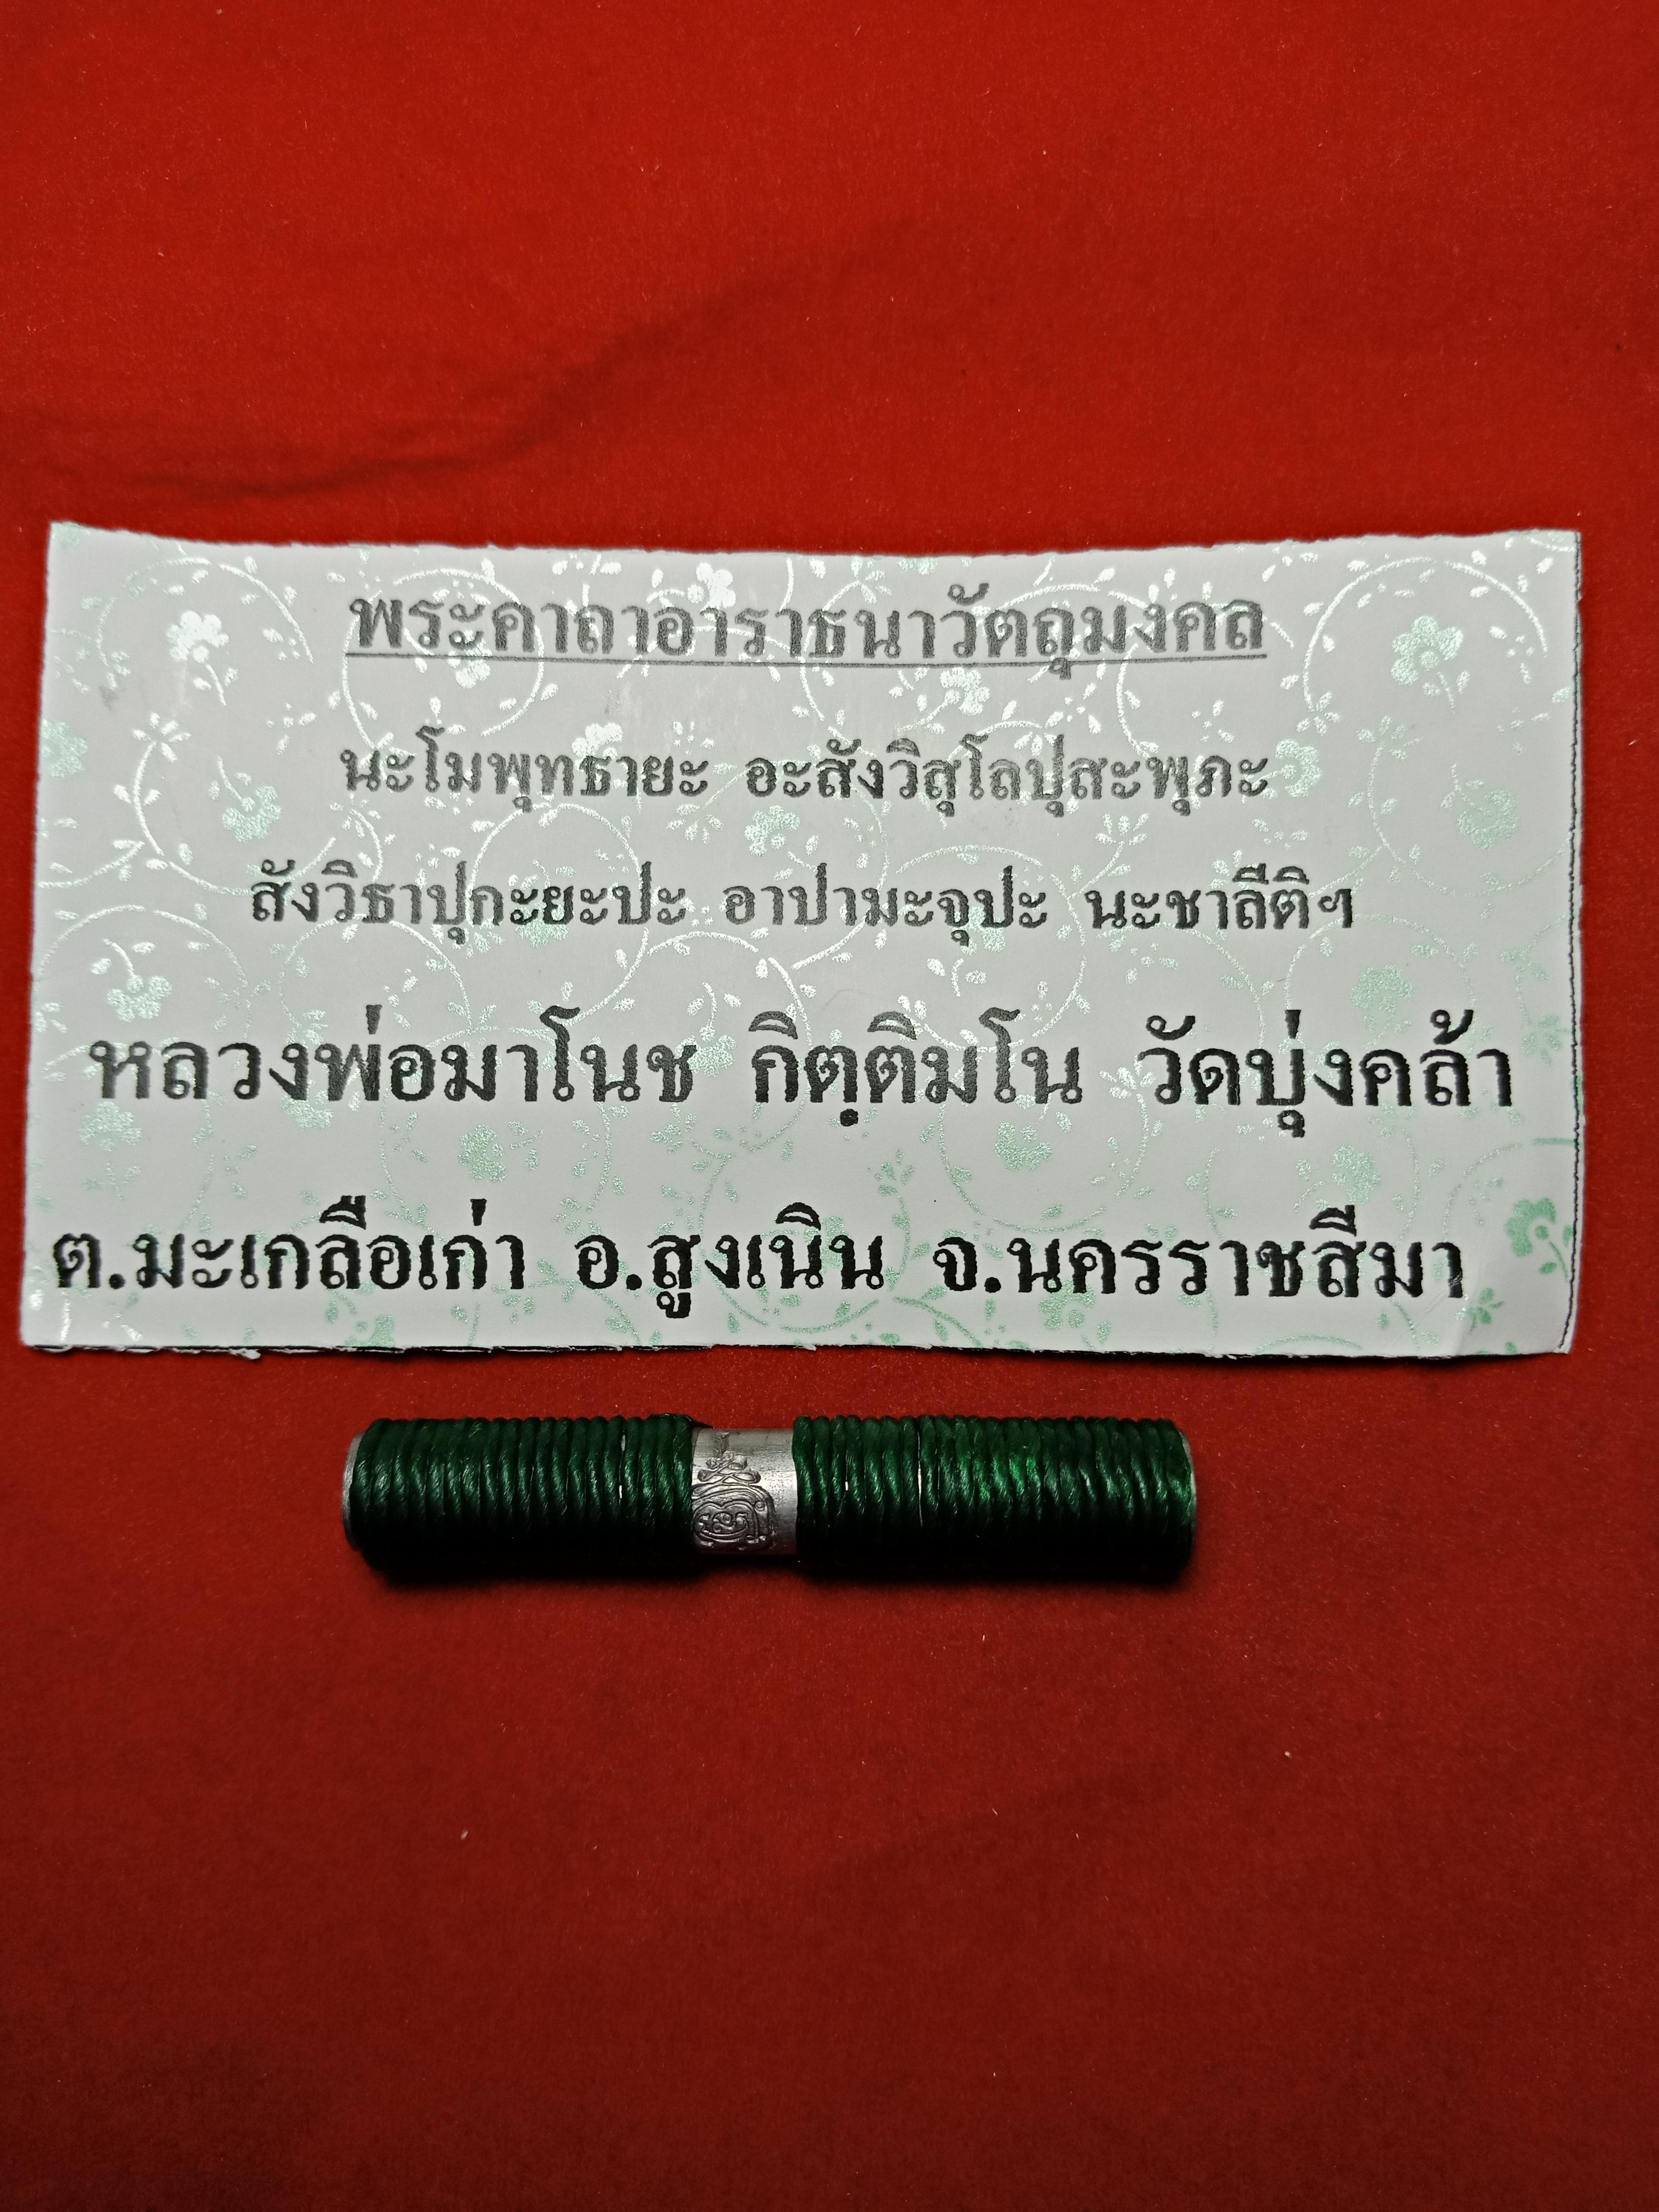 พระคาถาอาราธนาวัตถุมงคล
นะโมพุทธายะ อะสังวิสุโลปุสะพุภะ
สังวิธาปุกะยะปะ อาปามะจุปะ นะชาลีติฯ
หลวงพ่อมาโนช กิตฺติมโน วัดบุ่งคล้า
ต.มะเกลือเก่า อ.สูงเนิน จ.นครราชสีมา